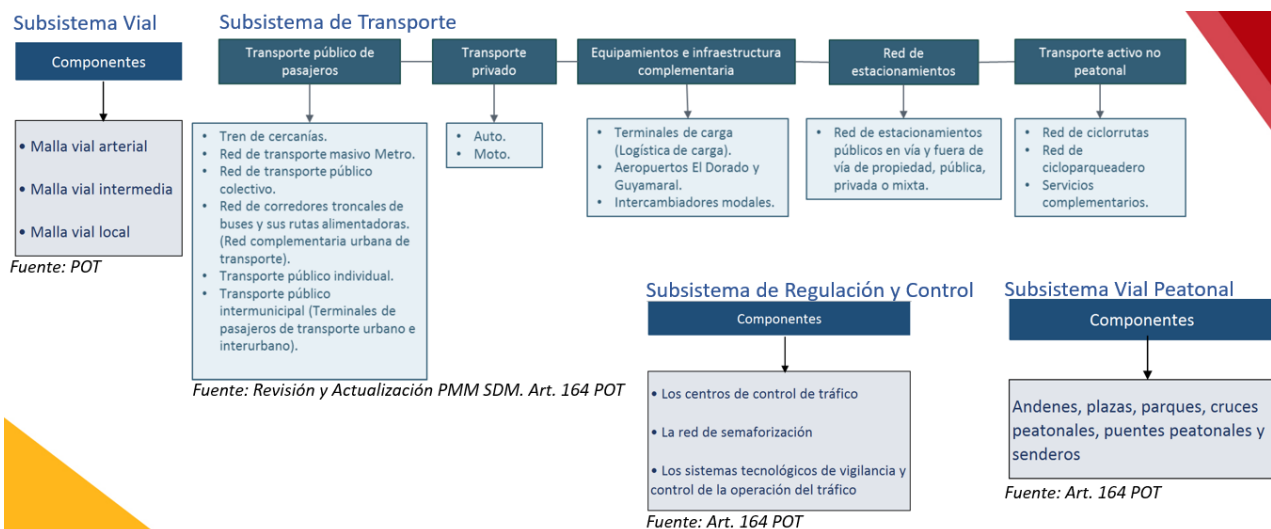 Subsistema Vial
Componentes
• Malla vial arterial
• Malla vial intermedia
• Malla vial local
Fuente: POT
Subsistema de Transporte
Transporte público de
pasajeros
• Tren de cercanías.
• Red de transporte masivo Metro.
• Red de transporte público
colectivo.
• Red de corredores troncales de
buses y sus rutas alimentadoras.
(Red complementaria urbana de
transporte).
• Transporte público individual.
• Transporte público
intermunicipal (Terminales de
pasajeros de transporte urbano e
interurbano).
Transporte
privado
• Auto.
• Moto.
Equipamientos e infraestructura
complementaria
• Terminales de carga
(Logística de carga).
• Aeropuertos El Dorado y
Guyamaral.
• Intercambiadores modales.
Red de
estacionamientos
• Red de estacionamientos
públicos en vía y fuera de
vía de propiedad, pública,
privada o mixta.
Transporte activo no
peatonal
• Red de ciclorrutas
• Red de
cicloparqueadero
• Servicios
complementarios.
Fuente: Revisión y Actualización PMM SDM. Art. 164 POT
Subsistema de Regulación y Control
Componentes
• Los centros de control de tráfico
• La red de semaforización
• Los sistemas tecnológicos de vigilancia y
control de la operación del tráfico
Fuente: Art. 164 POT
Subsistema Vial Peatonal
Componentes
Andenes, plazas, parques, cruces
peatonales, puentes peatonales y
senderos
Fuente: Art. 164 POT